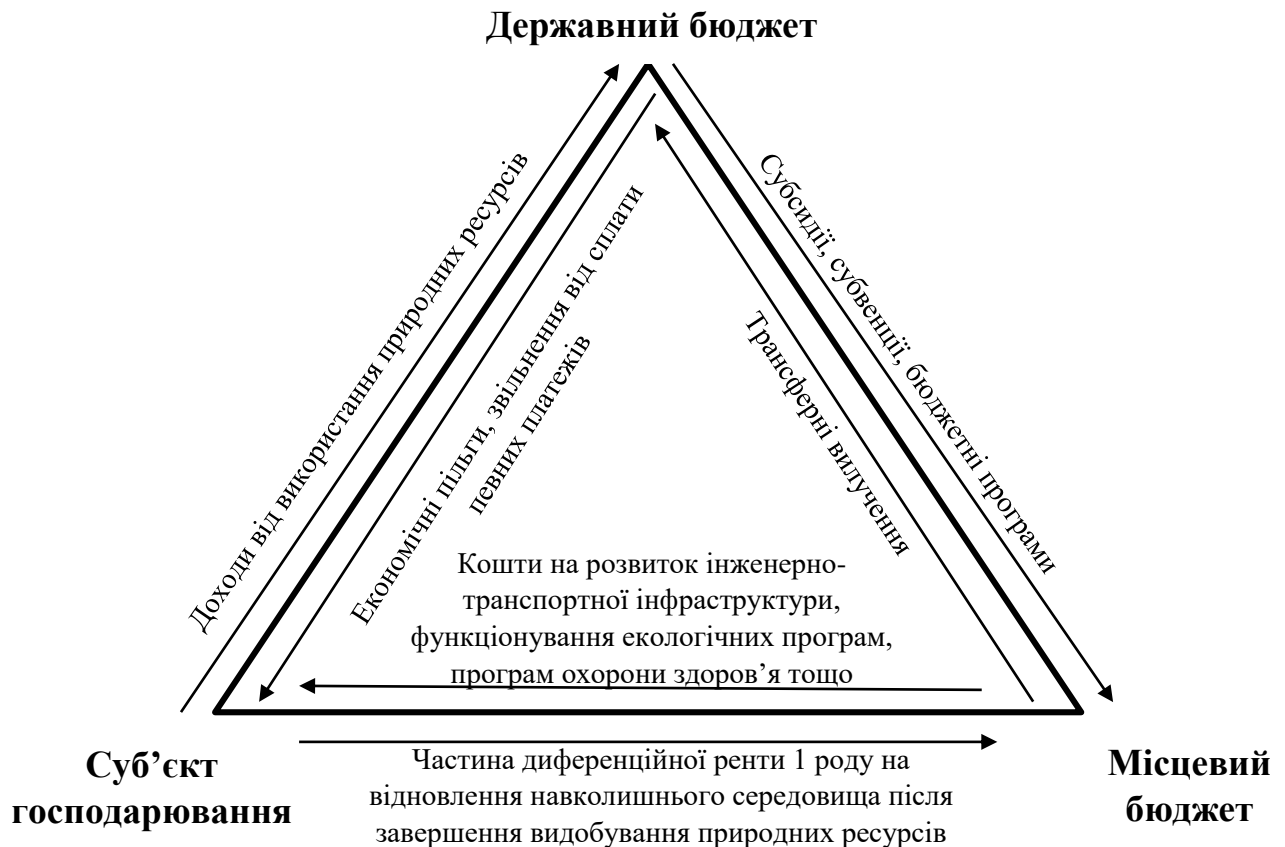 Державний бюджет
Доходи від використання природних ресурсів
Економічні пільги, звільнення від сплати
певних платежів
Трансферні вилучення
Субсидії, субвенції, бюджетні програми
Кошти на розвиток інженерно-
транспортної інфраструктури,
функціонування екологічних програм,
програм охорони здоров’я тощо
Суб’єкт
господарювання
Частина диференційної ренти 1 роду на
відновлення навколишнього середовища після
завершення видобування природних ресурсів
Місцевий
бюджет